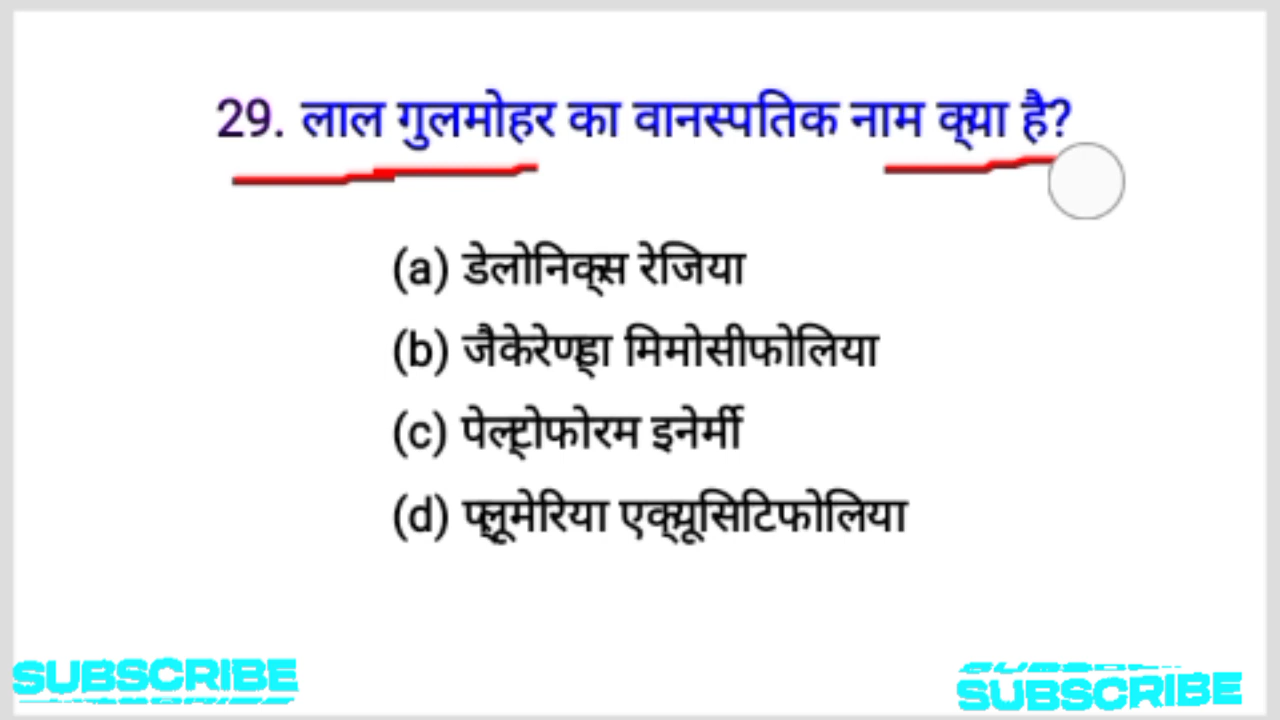 29. लाल गुलमोहर का वानस्पतिक नाम क्या है?
(a) डेलोनिक्स रेजिया
(b) जैकेरेण्ड्रा मिमोसीफोलिया
(c) पेल्टोफोरम इनेर्मी
(d) प्लूमेरिया एक्यूसिटिफोलिया
SUBSCRIBE
SUBSCRIBE